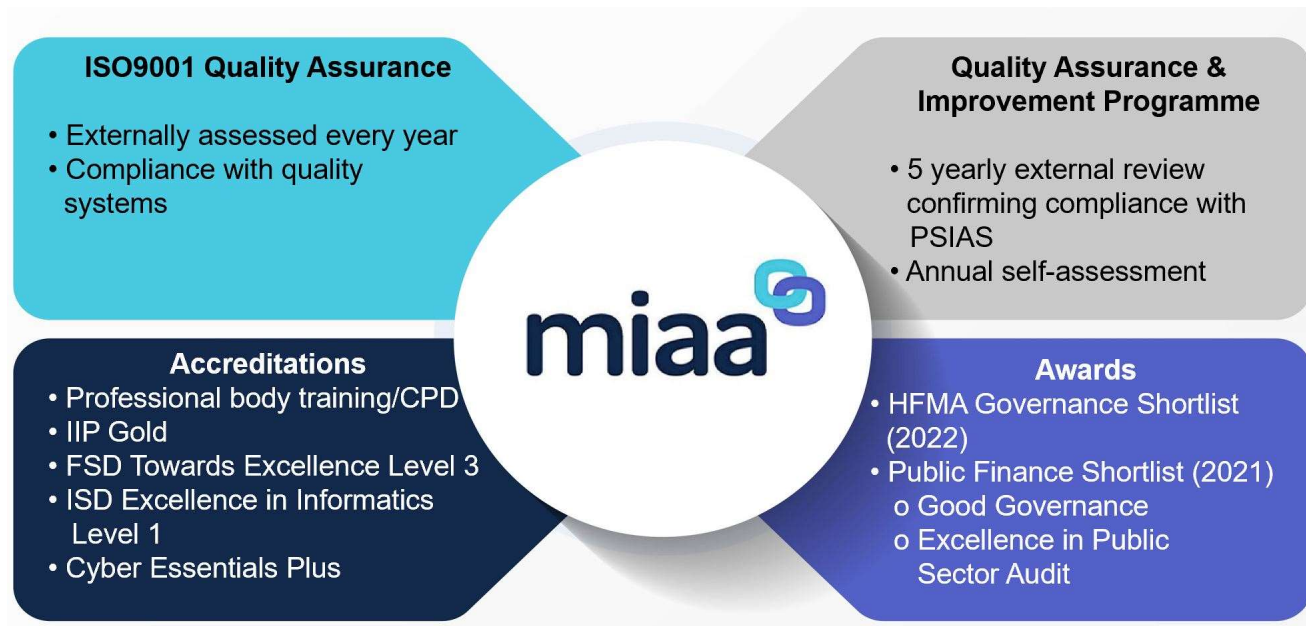 ISO9001 Quality Assurance
• Externally assessed every year
• Compliance with quality
systems
Quality Assurance &
Improvement Programme
• 5 yearly external review
confirming compliance with
PSIAS
• Annual self-assessment
miaa
Accreditations
• Professional body training/CPD
• IIP Gold
• FSD Towards Excellence Level 3
• ISD Excellence in Informatics
Level 1
• Cyber Essentials Plus
Awards
• HFMA Governance Shortlist
(2022)
• Public Finance Shortlist (2021)
o Good Governance
o Excellence in Public
Sector Audit